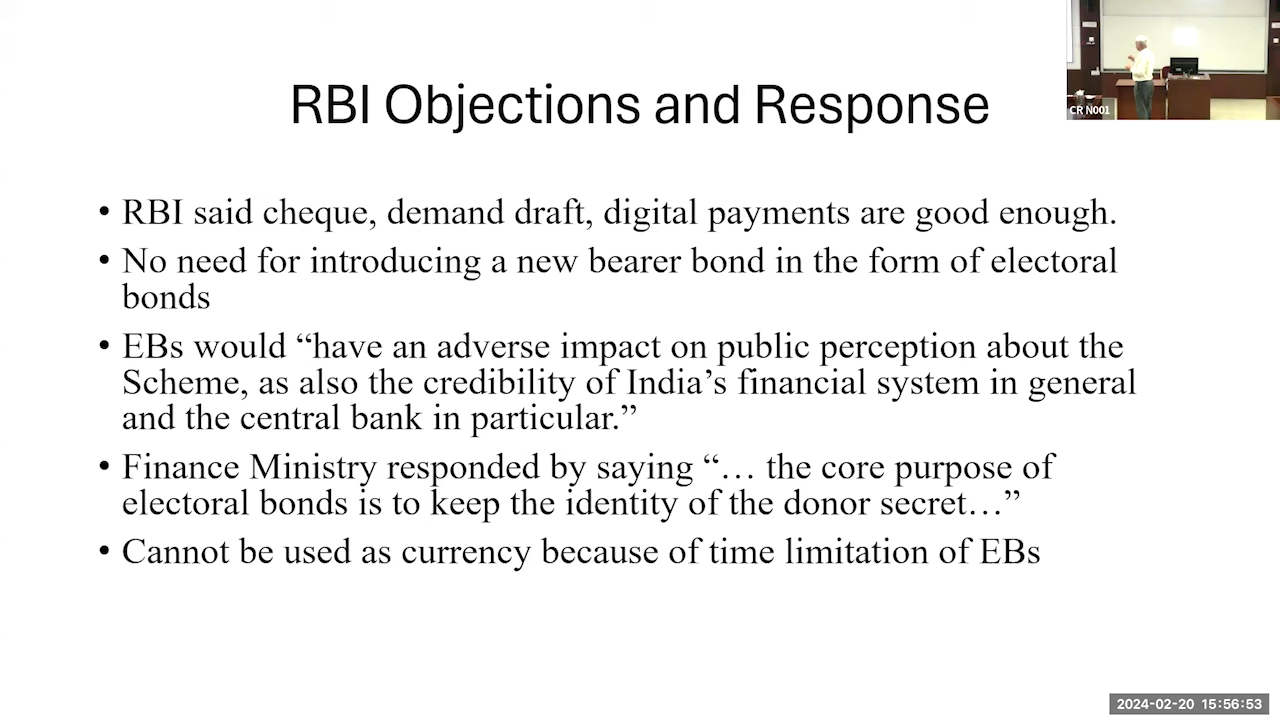 RBI Objections and Response
CR N001
• RBI said cheque, demand draft, digital payments are good enough.
• No need for introducing a new bearer bond in the form of electoral
bonds
• EBs would “have an adverse impact on public perception about the
Scheme, as also the credibility of India’s financial system in general
and the central bank in particular.”
• Finance Ministry responded by saying “… the core purpose of
electoral bonds is to keep the identity of the donor secret…”
• Cannot be used as currency because of time limitation of EBs
2024-02-20 15:56:53